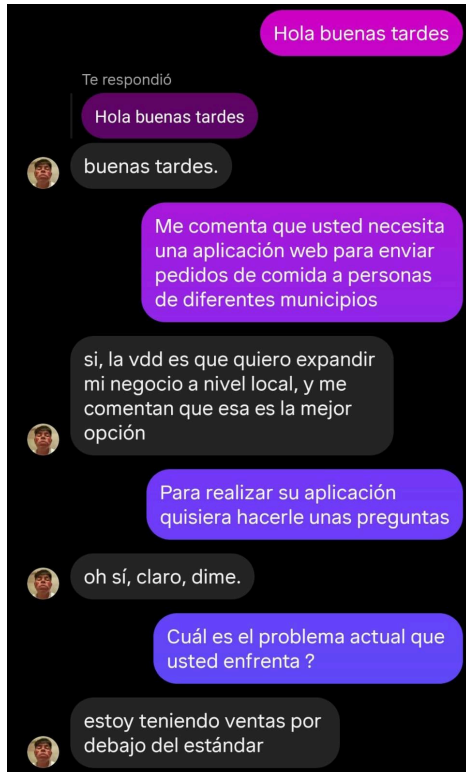 Hola buenas tardes
Te respondió
Hola buenas tardes
buenas tardes.
Me comenta que usted necesita
una aplicación web para enviar
pedidos de comida a personas
de diferentes municipios
si, la vdd es que quiero expandir
mi negocio a nivel local, y me
comentan que esa es la mejor
opción
Para realizar su aplicación
quisiera hacerle unas preguntas
oh sí, claro, dime.
Cuál es el problema actual que
usted enfrenta ?
estoy teniendo ventas por
debajo del estándar